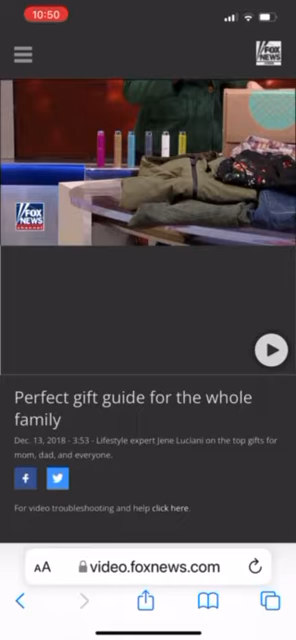 10:50
FOX
NEWS
FOX
NEWS
channel
Perfect gift guide for the whole
family
Dec. 13, 2018 - 3:53 - Lifestyle expert Jene Luciani on the top gifts for
mom, dad, and everyone.
For video troubleshooting and help click here.
AA video.foxnews.com